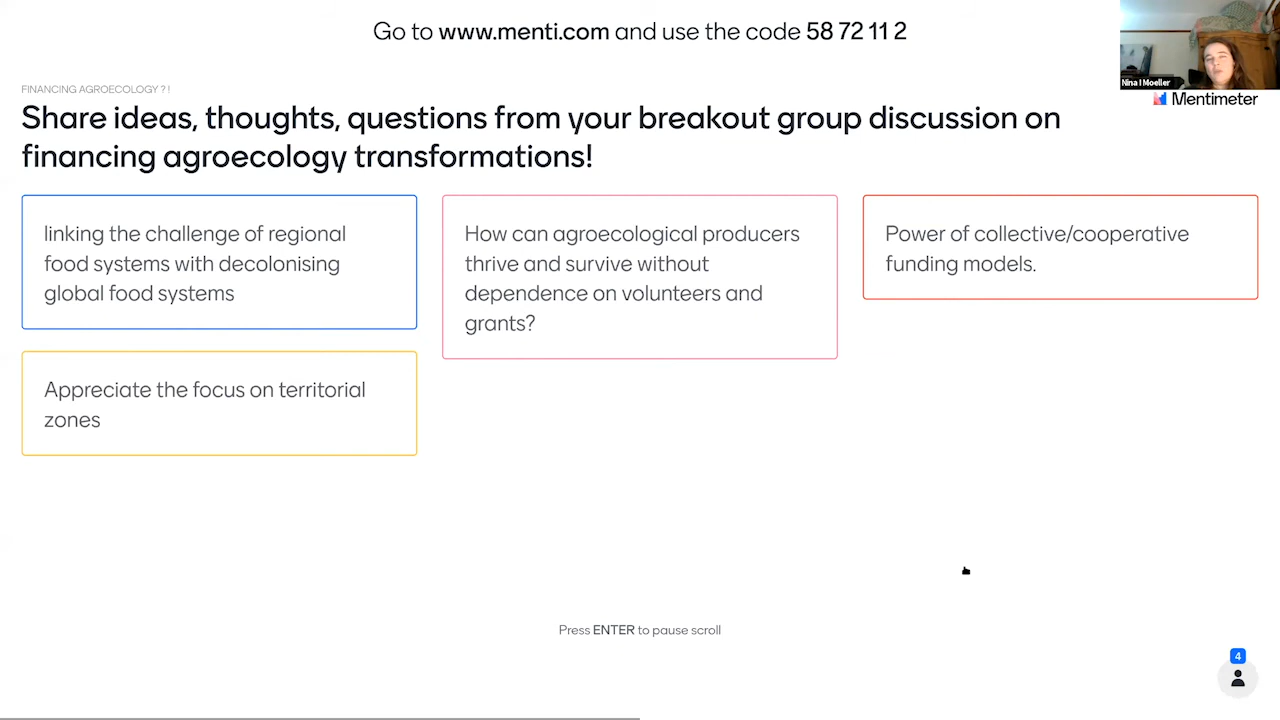 Go to www.menti.com and use the code 58 72 11 2
Nina I Moeller
Mentimeter
FINANCING AGROECOLOGY ? !
Share ideas, thoughts, questions from your breakout group discussion on
financing agroecology transformations!
linking the challenge of regional
food systems with decolonising
global food systems
How can agroecological producers
thrive and survive without
dependence on volunteers and
grants?
Power of collective/cooperative
funding models.
Appreciate the focus on territorial
zones
Press ENTER to pause scroll
4